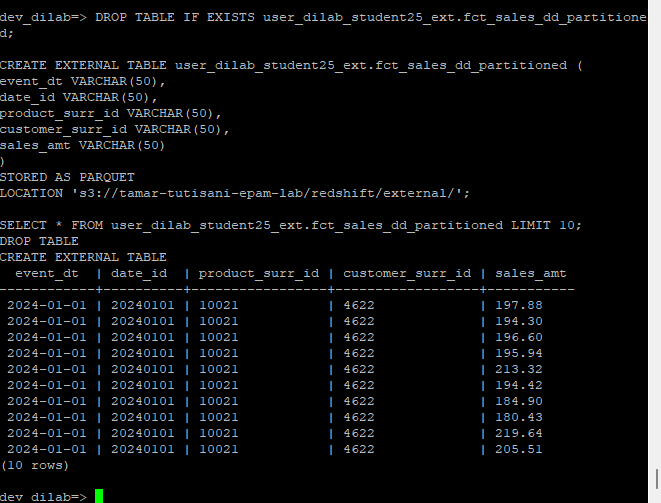 dev_dilab=> DROP TABLE IF EXISTS user_dilab_student25_ext.fct_sales_dd_partitione
d;
CREATE EXTERNAL TABLE user_dilab_student25_ext.fct_sales_dd_partitioned (
event_dt VARCHAR(50),
date_id VARCHAR(50),
product_surr_id VARCHAR(50),
customer_surr_id VARCHAR(50),
sales_amt VARCHAR(50)
)
STORED AS PARQUET
LOCATION 's3://tamar-tutisani-epam-lab/redshift/external/';
SELECT * FROM user_dilab_student25_ext.fct_sales_dd_partitioned LIMIT 10;
DROP TABLE
CREATE EXTERNAL TABLE
  event_dt  | date_id  | product_surr_id | customer_surr_id | sales_amt
------------+----------+-----------------+------------------+-----------
 2024-01-01 | 20240101 | 10021           | 4622             | 197.88
 2024-01-01 | 20240101 | 10021           | 4622             | 194.30
 2024-01-01 | 20240101 | 10021           | 4622             | 196.60
 2024-01-01 | 20240101 | 10021           | 4622             | 195.94
 2024-01-01 | 20240101 | 10021           | 4622             | 213.32
 2024-01-01 | 20240101 | 10021           | 4622             | 194.42
 2024-01-01 | 20240101 | 10021           | 4622             | 184.90
 2024-01-01 | 20240101 | 10021           | 4622             | 180.43
 2024-01-01 | 20240101 | 10021           | 4622             | 219.64
 2024-01-01 | 20240101 | 10021           | 4622             | 205.51
(10 rows)
dev_dilab=>